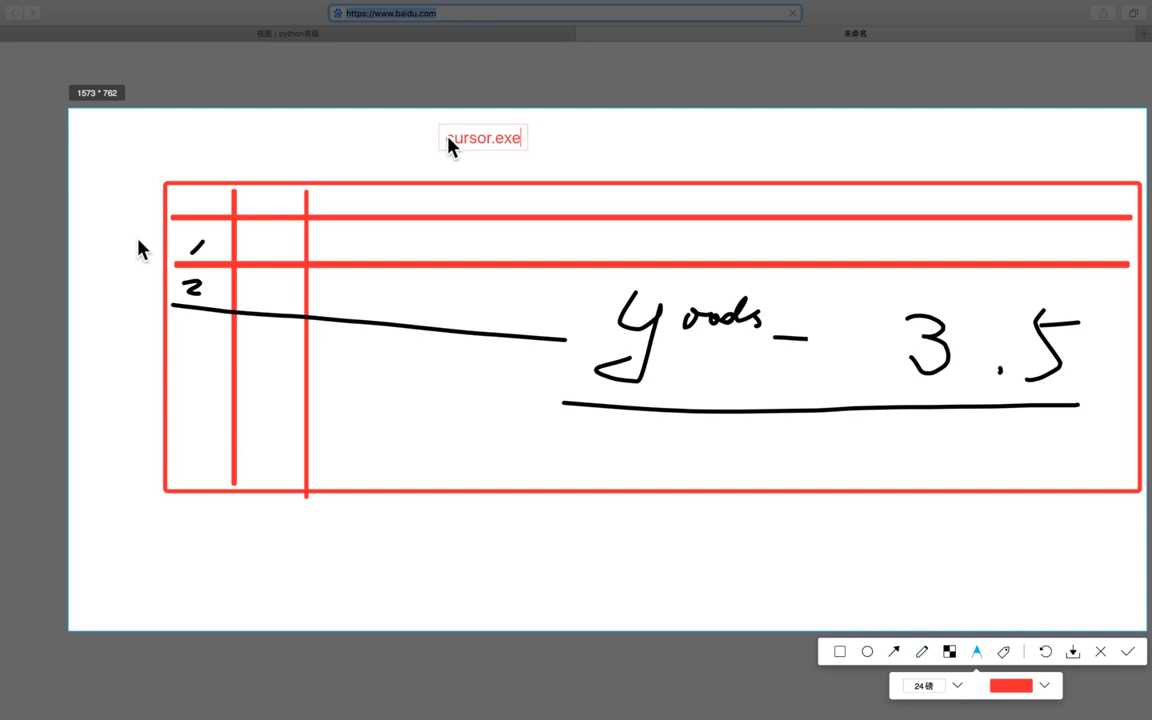 https://www.baidu.com
视图 | python高级
未命名
1573 * 762
cursor.exe
1
2
goods - 3.5
24磅